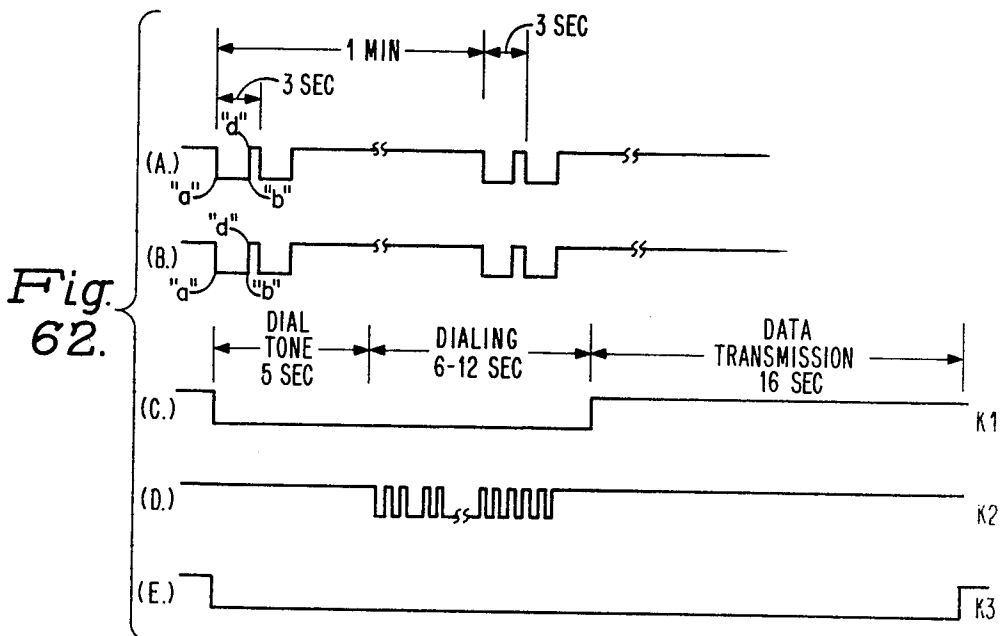 3 SEC
1 MIN
3 SEC
"d"
(A.)
"a"
"b"
"d"
(B.)
"a"
"b"
Fig.
62.
DIAL
TONE
5 SEC
DIALING
6-12 SEC
DATA
TRANSMISSION
16 SEC
(C.)
K1
(D.)
K2
(E.)
K3